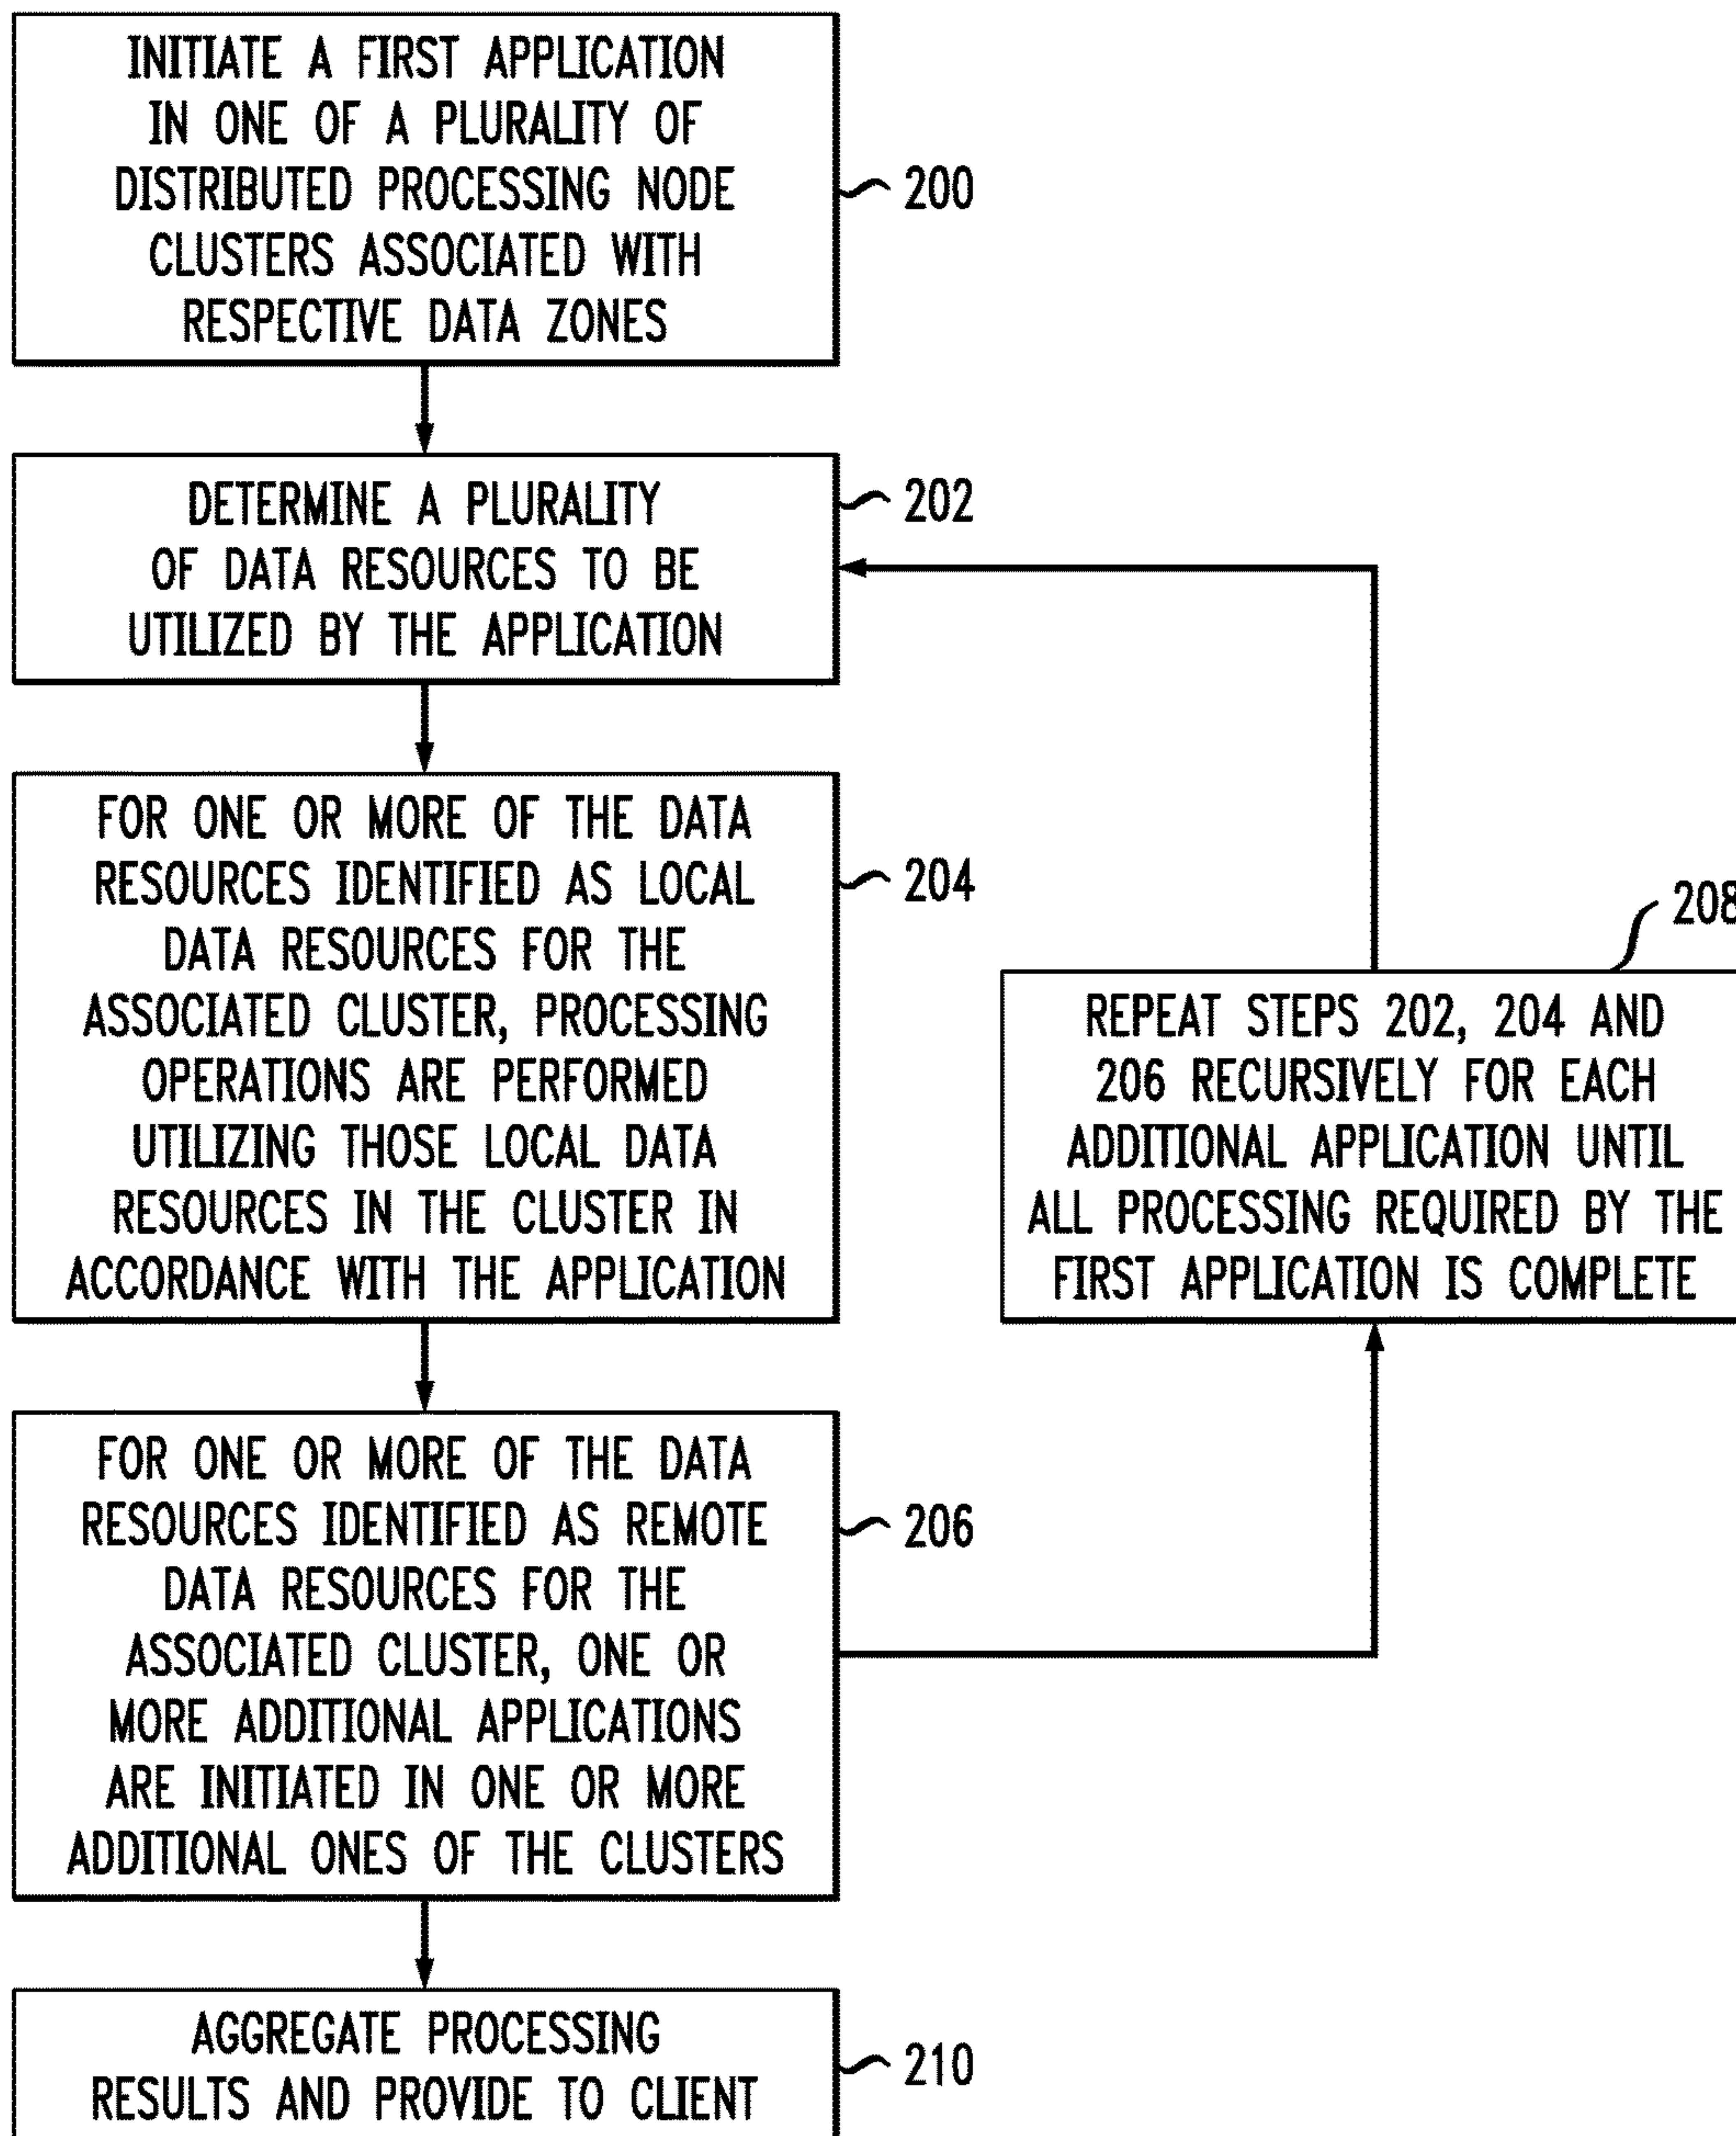 INITIATE A FIRST APPLICATION
IN ONE OF A PLURALITY OF
DISTRIBUTED PROCESSING NODE
CLUSTERS ASSOCIATED WITH
RESPECTIVE DATA ZONES
200
DETERMINE A PLURALITY
OF DATA RESOURCES TO BE
UTILIZED BY THE APPLICATION
202
FOR ONE OR MORE OF THE DATA
RESOURCES IDENTIFIED AS LOCAL
DATA RESOURCES FOR THE
ASSOCIATED CLUSTER, PROCESSING
OPERATIONS ARE PERFORMED
UTILIZING THOSE LOCAL DATA
RESOURCES IN THE CLUSTER IN
ACCORDANCE WITH THE APPLICATION
204
208
REPEAT STEPS 202, 204 AND
206 RECURSIVELY FOR EACH
ADDITIONAL APPLICATION UNTIL
ALL PROCESSING REQUIRED BY THE
FIRST APPLICATION IS COMPLETE
FOR ONE OR MORE OF THE DATA
RESOURCES IDENTIFIED AS REMOTE
DATA RESOURCES FOR THE
ASSOCIATED CLUSTER, ONE OR
MORE ADDITIONAL APPLICATIONS
ARE INITIATED IN ONE OR MORE
ADDITIONAL ONES OF THE CLUSTERS
206
AGGREGATE PROCESSING
RESULTS AND PROVIDE TO CLIENT
210